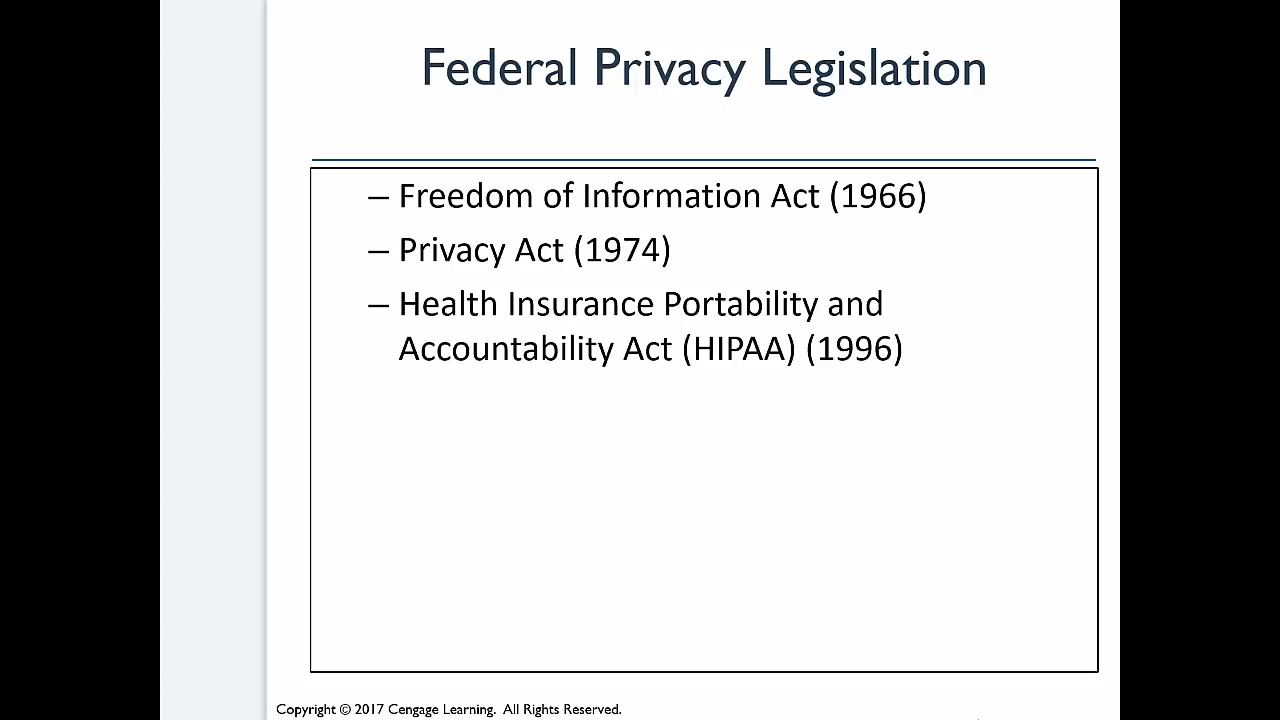 Federal Privacy Legislation
– Freedom of Information Act (1966)
– Privacy Act (1974)
– Health Insurance Portability and
Accountability Act (HIPAA) (1996)
Copyright © 2017 Cengage Learning. All Rights Reserved.